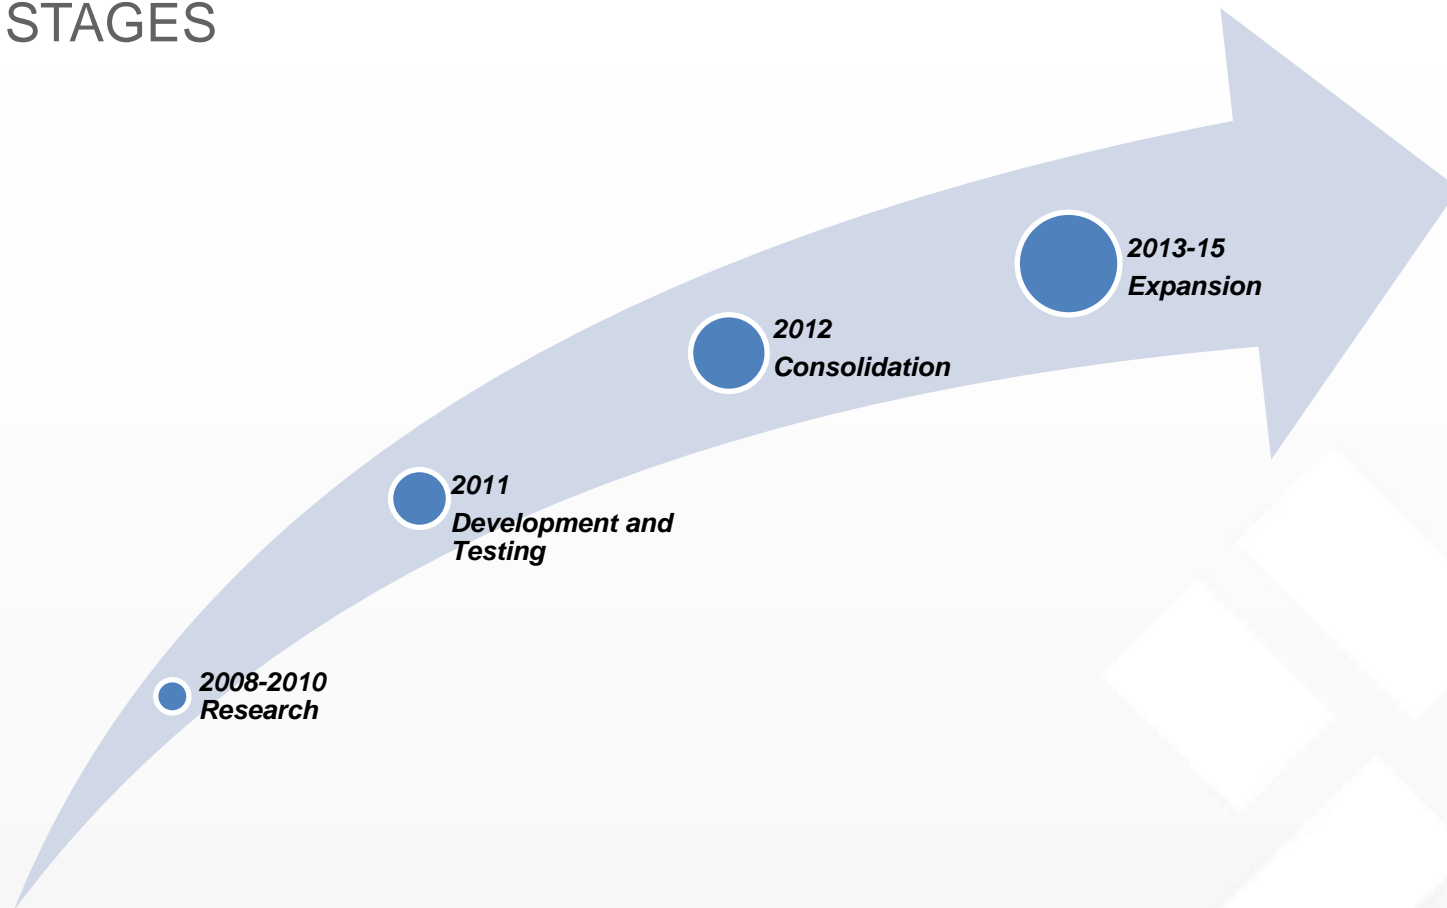 STAGES
2013-15
Expansion
2012
Consolidation
2011
Development and
Testing
2008-2010
Research